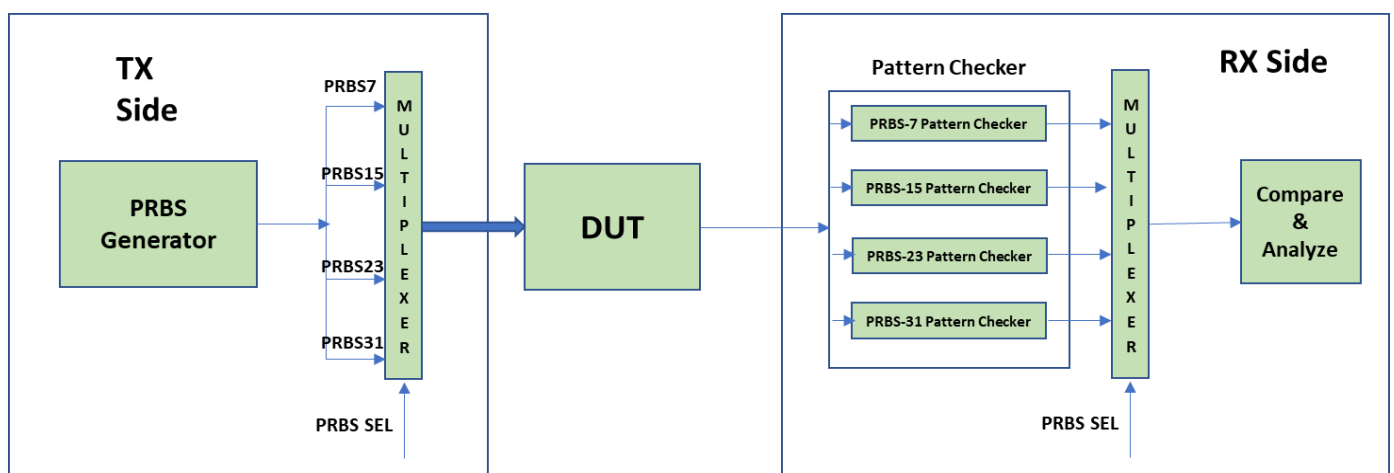 TX
Side
PRBS
Generator
PRBS7
PRBS15
PRBS23
PRBS31
MULTIPLEXER
PRBS SEL
DUT
RX Side
Pattern Checker
PRBS-7 Pattern Checker
PRBS-15 Pattern Checker
PRBS-23 Pattern Checker
PRBS-31 Pattern Checker
MULTIPLEXER
PRBS SEL
Compare
&
Analyze